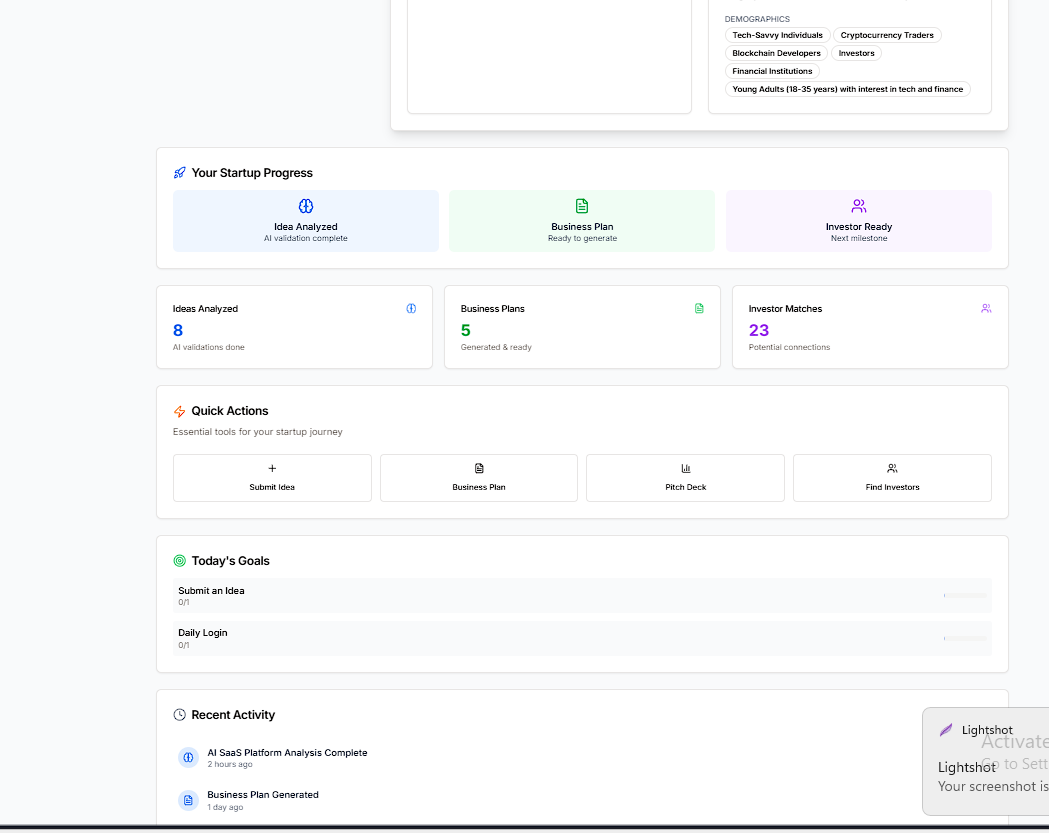 DEMOGRAPHICS
Tech-Savvy Individuals Cryptocurrency Traders
Blockchain Developers Investors
Financial Institutions
Young Adults (18-35 years) with interest in tech and finance
Your Startup Progress
Idea Analyzed
AI validation complete
Business Plan
Ready to generate
Investor Ready
Next milestone
Ideas Analyzed
8
AI validations done
Business Plans
5
Generated & ready
Investor Matches
23
Potential connections
Quick Actions
Essential tools for your startup journey
Submit Idea
Business Plan
Pitch Deck
Find Investors
Today's Goals
Submit an Idea
0/1
Daily Login
0/1
Recent Activity
AI SaaS Platform Analysis Complete
2 hours ago
Business Plan Generated
1 day ago
Lightshot
Activate
Lightshot
Go to Sett
Your screenshot is